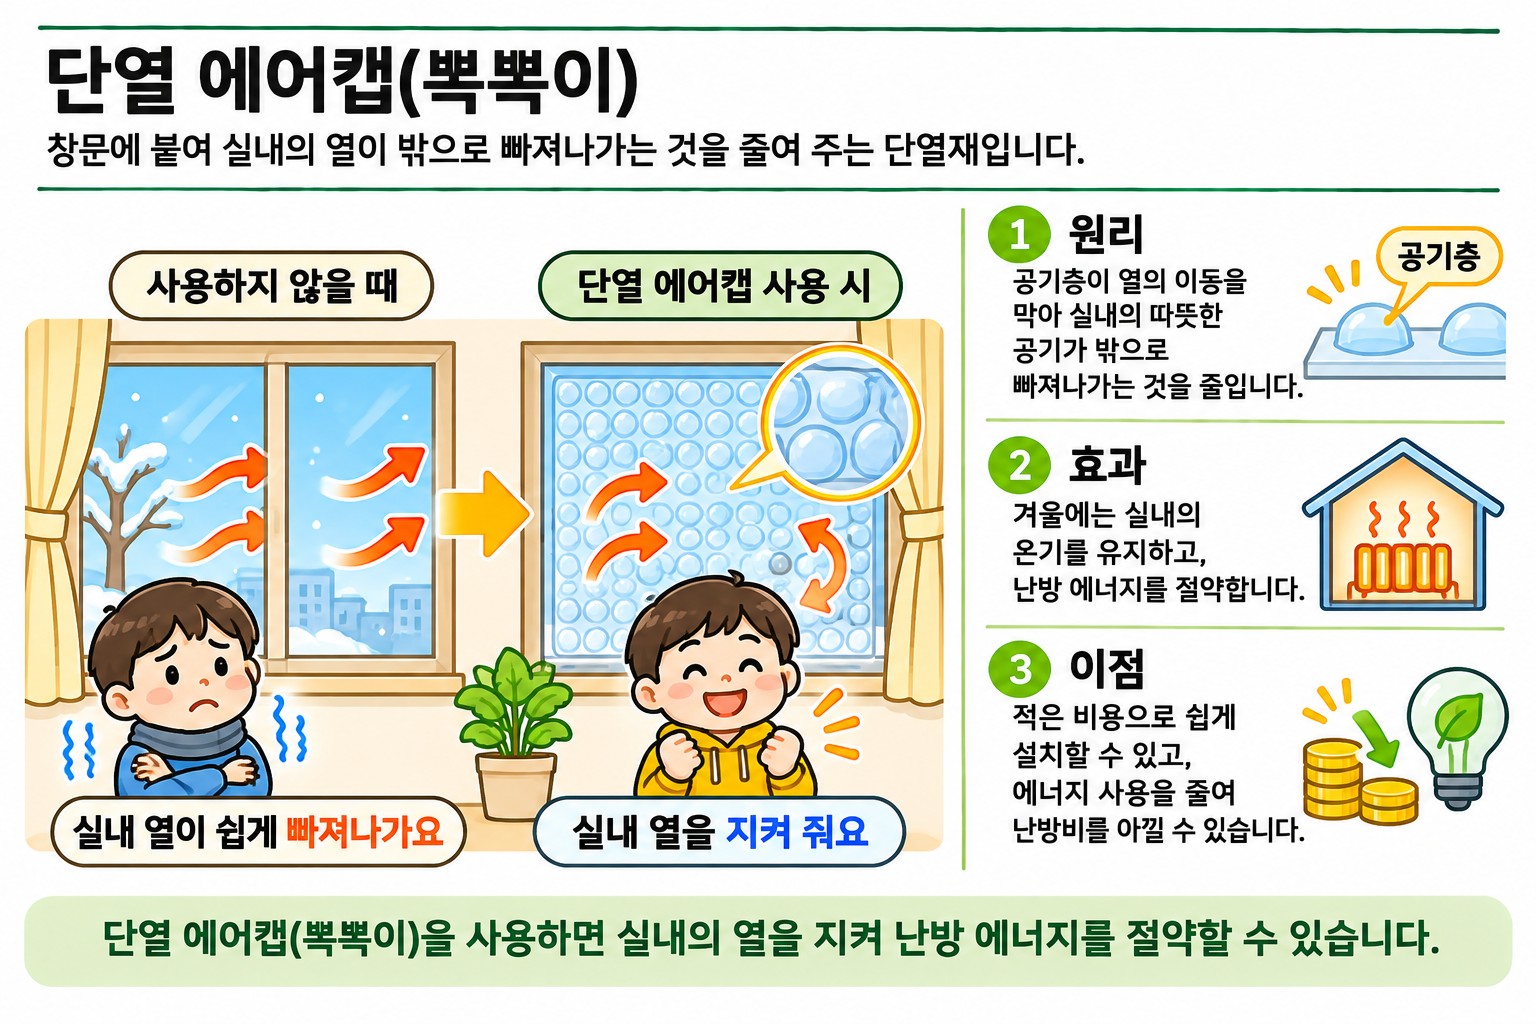 단열 에어캡(뽁뽁이)
창문에 붙여 실내의 열이 밖으로 빠져나가는 것을 줄여 주는 단열재입니다.
사용하지 않을 때
단열 에어캡 사용 시
실내 열이 쉽게 빠져나가요
실내 열을 지켜 줘요
1 원리
공기층이 열의 이동을
막아 실내의 따뜻한
공기가 밖으로
빠져나가는 것을 줄입니다.
공기층
2 효과
겨울에는 실내의
온기를 유지하고,
난방 에너지를 절약합니다.
3 이점
적은 비용으로 쉽게
설치할 수 있고,
에너지 사용을 줄여
난방비를 아낄 수 있습니다.
단열 에어캡(뽁뽁이)을 사용하면 실내의 열을 지켜 난방 에너지를 절약할 수 있습니다.